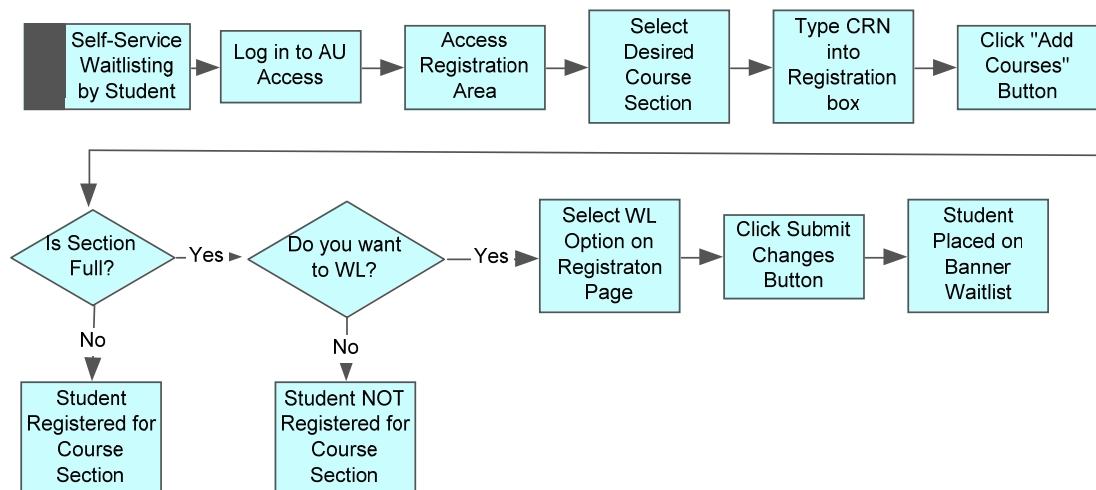 Self-Service
Waitlisting
by Student
Log in to AU
Access
Access
Registration
Area
Select
Desired
Course
Section
Type CRN
into
Registration
box
Click "Add
Courses"
Button
Is Section
Full?
Yes
Do you want
to WL?
Yes
Select WL
Option on
Registraton
Page
Click Submit
Changes
Button
Student
Placed on
Banner
Waitlist
No
No
Student
Registered for
Course
Section
Student NOT
Registered for
Course
Section